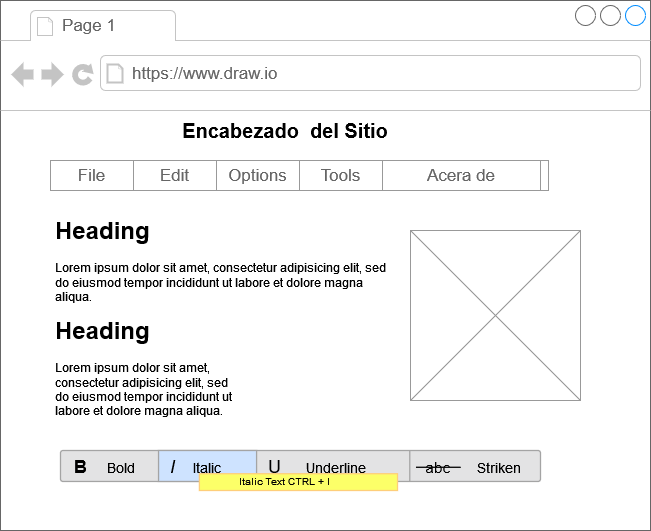 Page 1
https://www.draw.io
Encabezado  del Sitio
File Edit Options Tools Acera de
Heading
Lorem ipsum dolor sit amet, consectetur adipisicing elit, sed
do eiusmod tempor incididunt ut labore et dolore magna
aliqua.
Heading
Lorem ipsum dolor sit amet,
consectetur adipisicing elit, sed
do eiusmod tempor incididunt ut
labore et dolore magna aliqua.
B Bold I Italic U Underline abc Striken
Italic Text CTRL + I